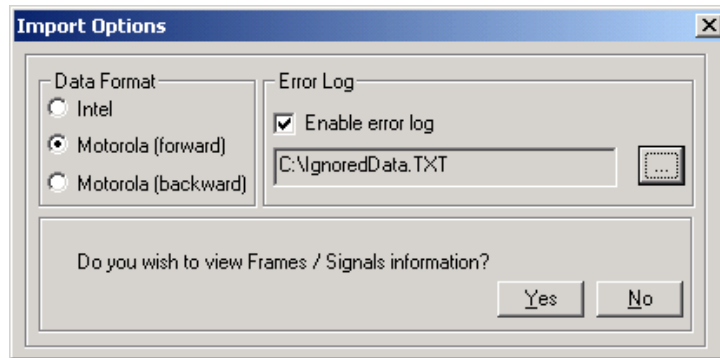 Import Options
Data Format
Intel
Motorola (forward)
Motorola (backward)
Error Log
Enable error log
C:\IgnoredData.TXT
...
Do you wish to view Frames / Signals information?
Yes
No